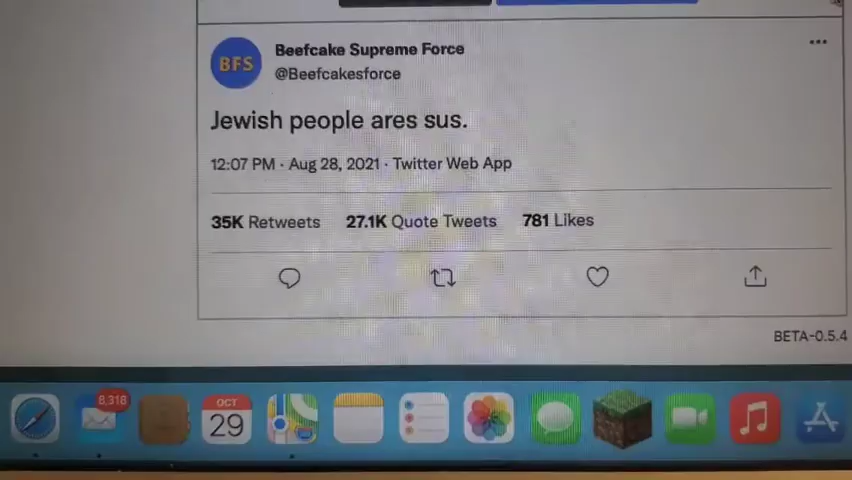 BFS
Beefcake Supreme Force
@Beefcakesforce
Jewish people ares sus.
12:07 PM · Aug 28, 2021 · Twitter Web App
35K Retweets 27.1K Quote Tweets 781 Likes
BETA-0.5.4
8,318
OCT
29